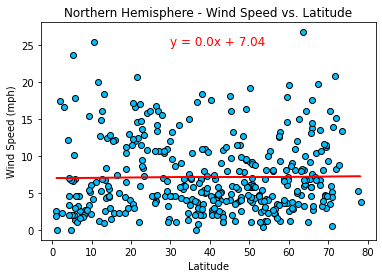 Northern Hemisphere - Wind Speed vs. Latitude
y = 0.0x + 7.04
Wind Speed (mph)
25
20
15
10
5
0
0 10 20 30 40 50 60 70 80
Latitude